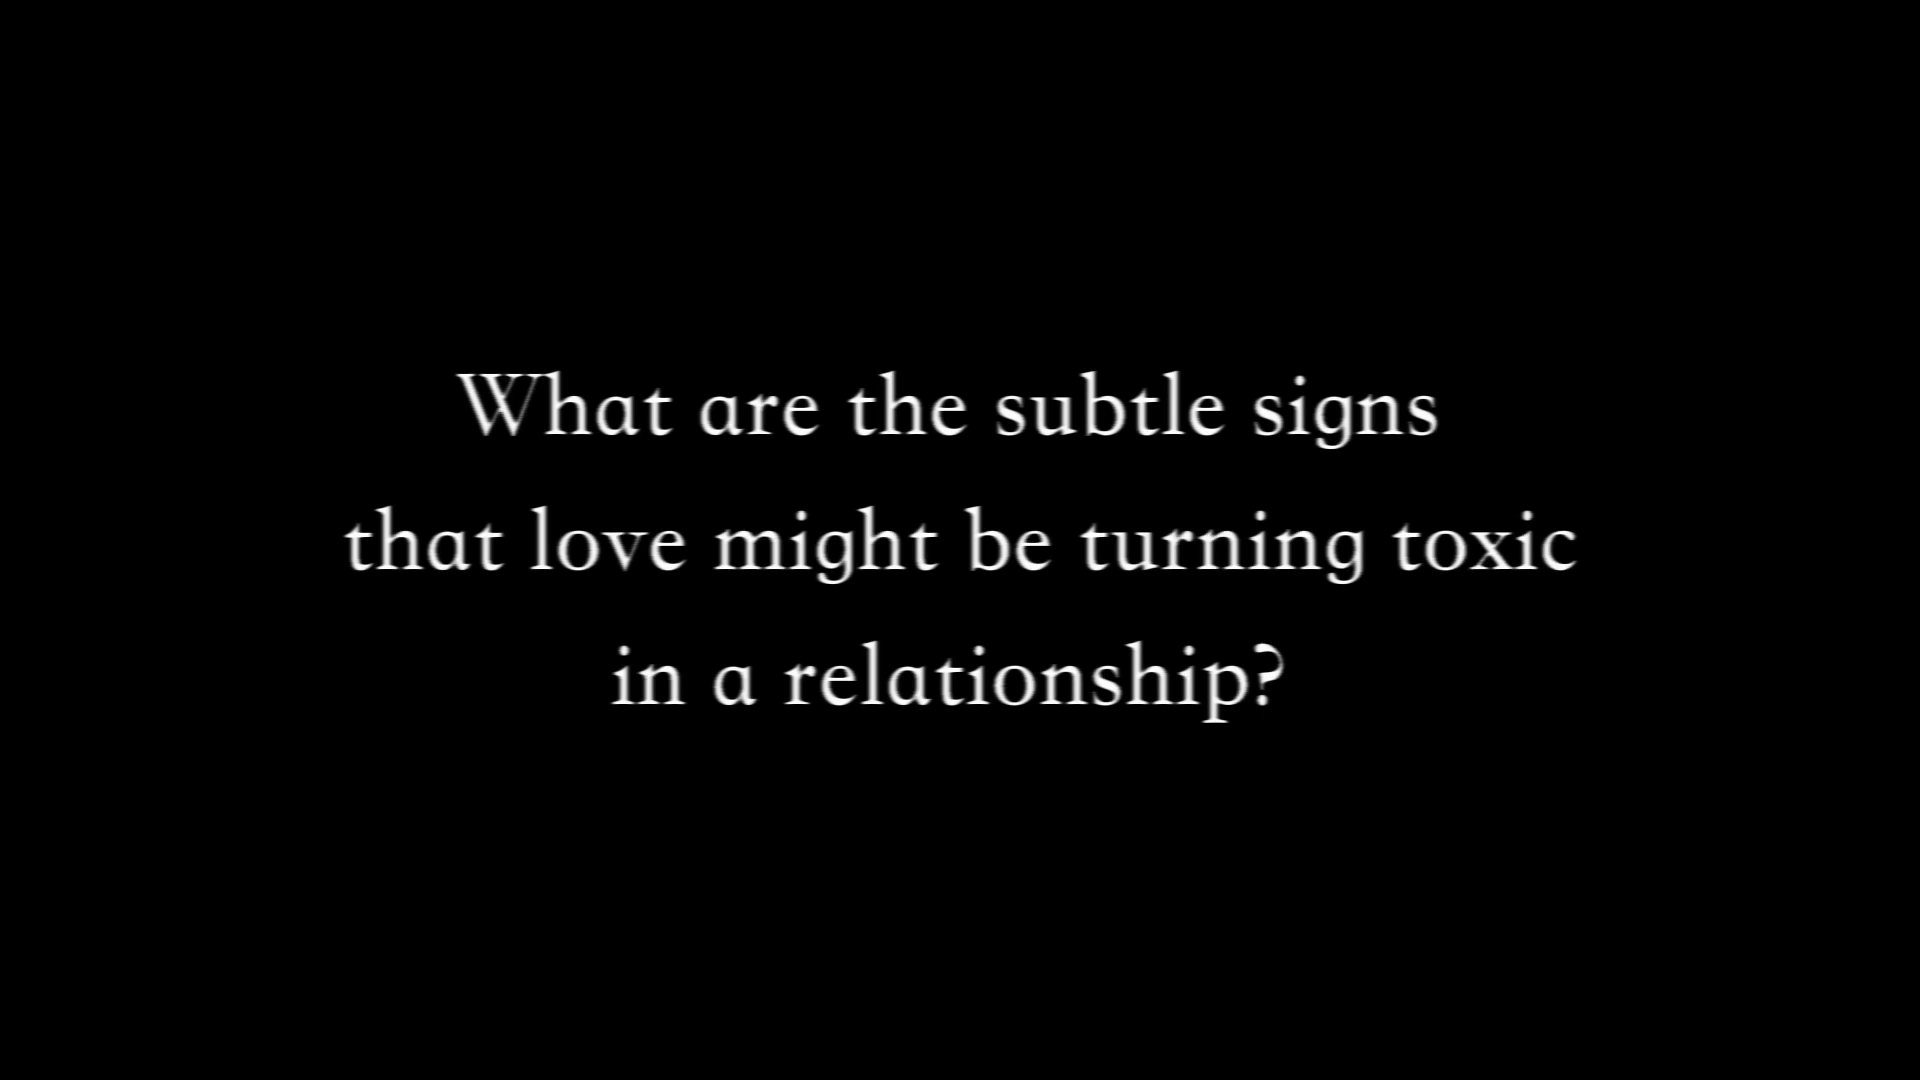 What are the subtle signs
that love might be turning toxic
in a relationship?